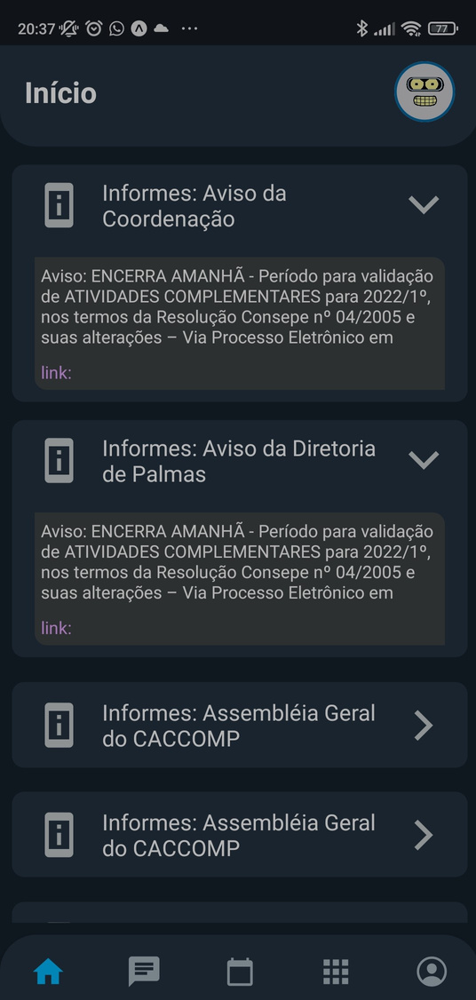 20:37
77
Início
Informes: Aviso da
Coordenação
Aviso: ENCERRA AMANHÃ - Período para validação
de ATIVIDADES COMPLEMENTARES para 2022/1º,
nos termos da Resolução Consepe nº 04/2005 e
suas alterações – Via Processo Eletrônico em
link:
Informes: Aviso da Diretoria
de Palmas
Aviso: ENCERRA AMANHÃ - Período para validação
de ATIVIDADES COMPLEMENTARES para 2022/1º,
nos termos da Resolução Consepe nº 04/2005 e
suas alterações – Via Processo Eletrônico em
link:
Informes: Assembléia Geral
do CACCOMP
Informes: Assembléia Geral
do CACCOMP